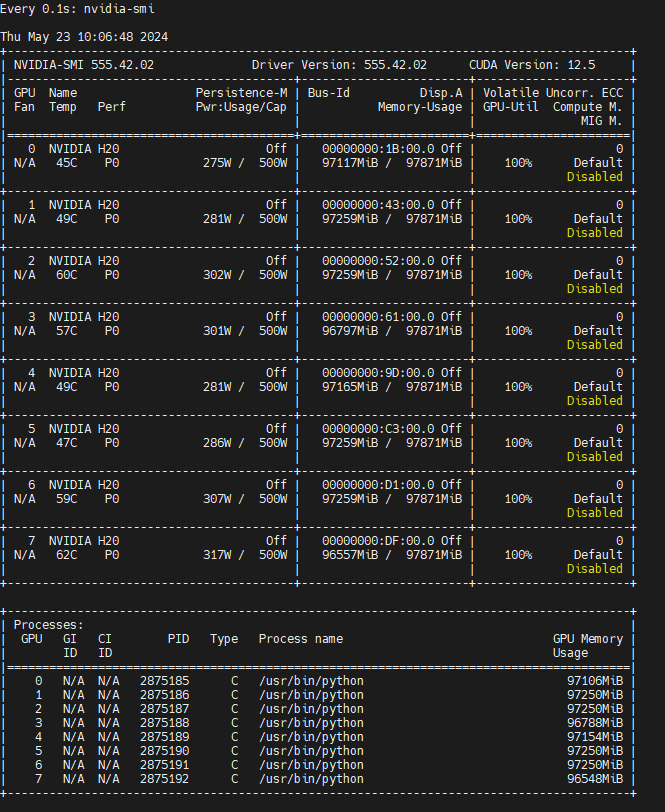 Every 0.1s: nvidia-smi
Thu May 23 10:06:48 2024
+-----------------------------------------------------------------------------------------+
| NVIDIA-SMI 555.42.02              Driver Version: 555.42.02      CUDA Version: 12.5     |
|-----------------------------------------+------------------------+----------------------+
| GPU  Name                 Persistence-M | Bus-Id          Disp.A | Volatile Uncorr. ECC |
| Fan  Temp   Perf          Pwr:Usage/Cap |           Memory-Usage | GPU-Util  Compute M. |
|                                         |                        |               MIG M. |
|=========================================+========================+======================|
|   0  NVIDIA H20                     Off |   00000000:1B:00.0 Off |                    0 |
| N/A   45C    P0            275W /  500W |   97117MiB /  97871MiB |    100%      Default |
|                                         |                        |             Disabled |
+-----------------------------------------+------------------------+----------------------+
|   1  NVIDIA H20                     Off |   00000000:43:00.0 Off |                    0 |
| N/A   49C    P0            281W /  500W |   97259MiB /  97871MiB |    100%      Default |
|                                         |                        |             Disabled |
+-----------------------------------------+------------------------+----------------------+
|   2  NVIDIA H20                     Off |   00000000:52:00.0 Off |                    0 |
| N/A   60C    P0            302W /  500W |   97259MiB /  97871MiB |    100%      Default |
|                                         |                        |             Disabled |
+-----------------------------------------+------------------------+----------------------+
|   3  NVIDIA H20                     Off |   00000000:61:00.0 Off |                    0 |
| N/A   57C    P0            301W /  500W |   96797MiB /  97871MiB |    100%      Default |
|                                         |                        |             Disabled |
+-----------------------------------------+------------------------+----------------------+
|   4  NVIDIA H20                     Off |   00000000:9D:00.0 Off |                    0 |
| N/A   49C    P0            281W /  500W |   97165MiB /  97871MiB |    100%      Default |
|                                         |                        |             Disabled |
+-----------------------------------------+------------------------+----------------------+
|   5  NVIDIA H20                     Off |   00000000:C3:00.0 Off |                    0 |
| N/A   47C    P0            286W /  500W |   97259MiB /  97871MiB |    100%      Default |
|                                         |                        |             Disabled |
+-----------------------------------------+------------------------+----------------------+
|   6  NVIDIA H20                     Off |   00000000:D1:00.0 Off |                    0 |
| N/A   59C    P0            307W /  500W |   97259MiB /  97871MiB |    100%      Default |
|                                         |                        |             Disabled |
+-----------------------------------------+------------------------+----------------------+
|   7  NVIDIA H20                     Off |   00000000:DF:00.0 Off |                    0 |
| N/A   62C    P0            317W /  500W |   96557MiB /  97871MiB |    100%      Default |
|                                         |                        |             Disabled |
+-----------------------------------------+------------------------+----------------------+
+-----------------------------------------------------------------------------------------+
| Processes:                                                                              |
|  GPU   GI   CI        PID   Type   Process name                              GPU Memory |
|        ID   ID                                                               Usage      |
|=========================================================================================|
|    0   N/A  N/A   2875185      C   /usr/bin/python                             97106MiB |
|    1   N/A  N/A   2875186      C   /usr/bin/python                             97250MiB |
|    2   N/A  N/A   2875187      C   /usr/bin/python                             97250MiB |
|    3   N/A  N/A   2875188      C   /usr/bin/python                             96788MiB |
|    4   N/A  N/A   2875189      C   /usr/bin/python                             97154MiB |
|    5   N/A  N/A   2875190      C   /usr/bin/python                             97250MiB |
|    6   N/A  N/A   2875191      C   /usr/bin/python                             97250MiB |
|    7   N/A  N/A   2875192      C   /usr/bin/python                             96548MiB |
+-----------------------------------------------------------------------------------------+